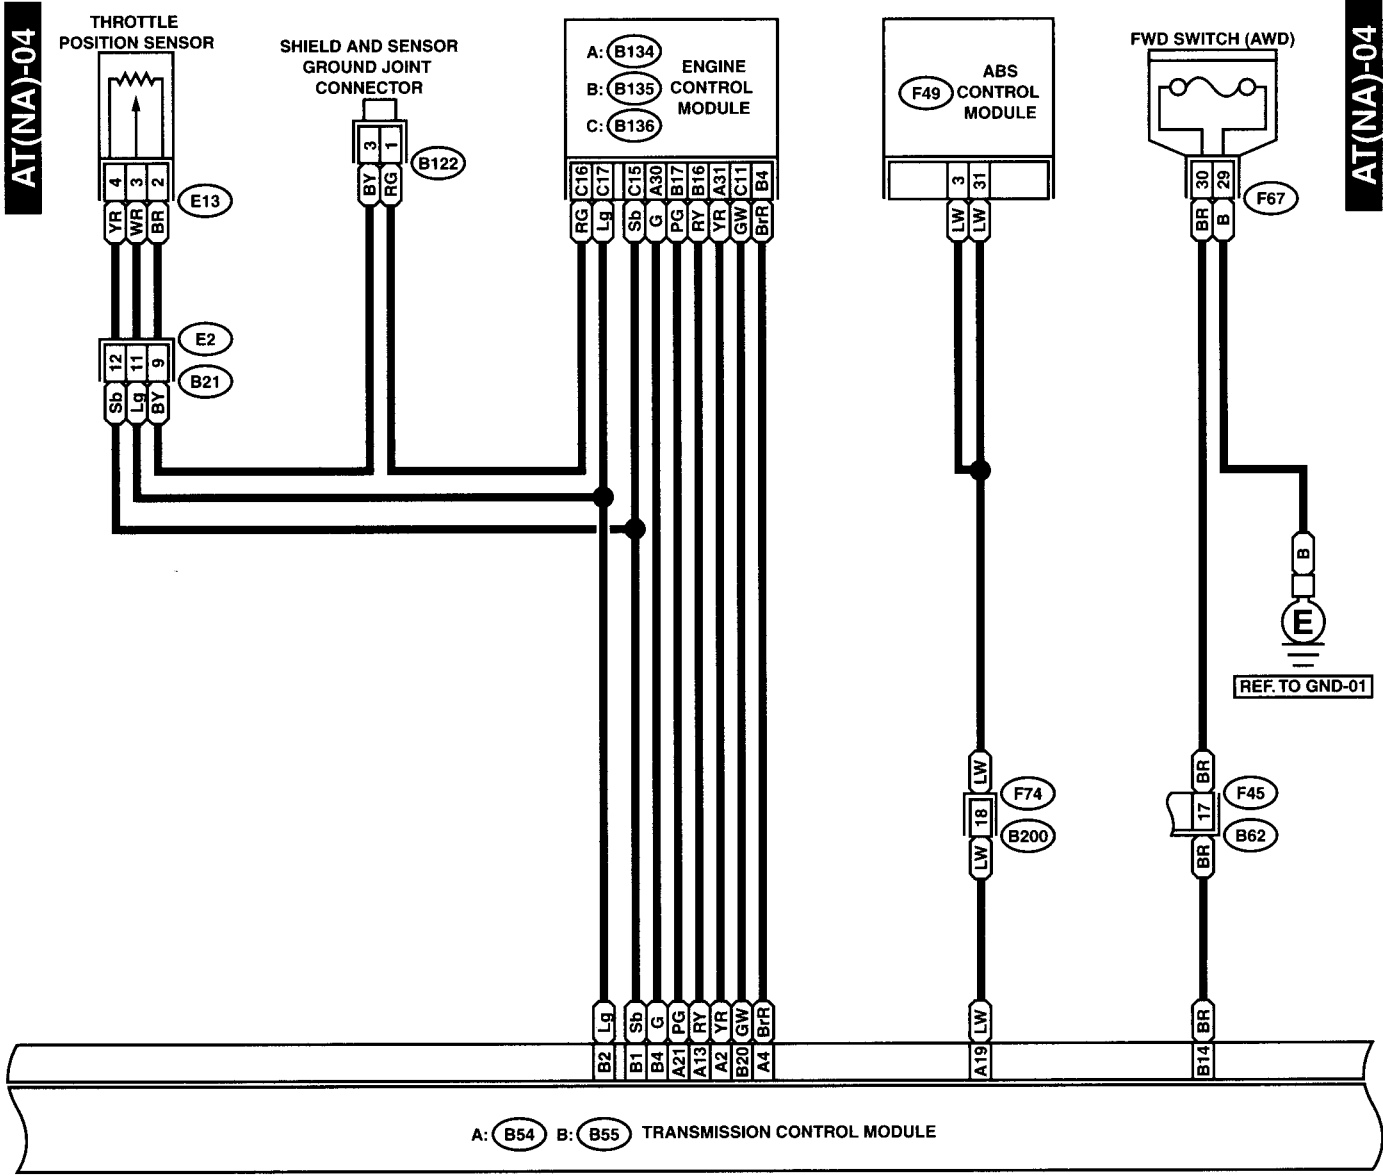 AT(NA)-04
AT(NA)-04
THROTTLE
POSITION SENSOR
4
3
2
E13
YR
WR
BR
E2
12
11
9
B21
Sb
Lg
BY
SHIELD AND SENSOR
GROUND JOINT
CONNECTOR
3
1
B122
BY
RG
A: B134
B: B135
C: B136
ENGINE
CONTROL
MODULE
C16
C17
C15
A30
B17
B16
A31
C11
B4
RG
Lg
Sb
G
PG
RY
YR
GW
BrR
F49
ABS
CONTROL
MODULE
3
31
LW
LW
FWD SWITCH (AWD)
30
29
F67
BR
B
B
E
REF. TO GND-01
LW
F74
18
B200
LW
BR
F45
17
B62
BR
Lg
Sb
G
PG
RY
YR
GW
BrR
LW
BR
B2
B1
B4
A21
A13
A2
B20
A4
A19
B14
A: B54 B: B55 TRANSMISSION CONTROL MODULE